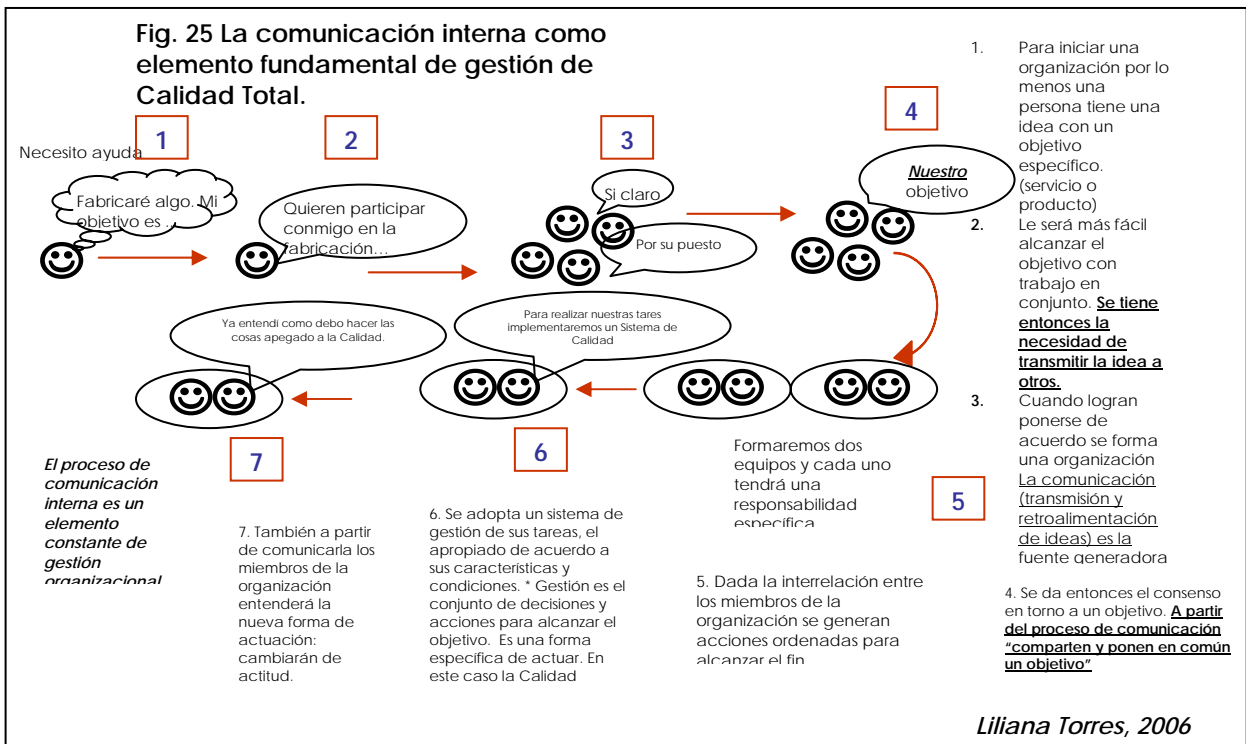 Fig. 25 La comunicación interna como
elemento fundamental de gestión de
Calidad Total.
1
2
3
4
Necesito ayuda
Fabricaré algo. Mi
objetivo es ...
Quieren participar
conmigo en la
fabricación...
Si claro
Por su puesto
Nuestro
objetivo
Ya entendí como debo hacer las
cosas apegado a la Calidad.
Para realizar nuestras tares
implementaremos un Sistema de
Calidad
7
6
5
Formaremos dos
equipos y cada uno
tendrá una
responsabilidad
específica
El proceso de
comunicación
interna es un
elemento
constante de
gestión
organizacional
7. También a partir
de comunicarla los
miembros de la
organización
entenderá la
nueva forma de
actuación:
cambiarán de
actitud.
6. Se adopta un sistema de
gestión de sus tareas, el
apropiado de acuerdo a
sus características y
condiciones. * Gestión es el
conjunto de decisiones y
acciones para alcanzar el
objetivo. Es una forma
específica de actuar. En
este caso la Calidad
5. Dada la interrelación entre
los miembros de la
organización se generan
acciones ordenadas para
alcanzar el fin
1. Para iniciar una
organización por lo
menos una
persona tiene una
idea con un
objetivo
específico.
(servicio o
producto)
2. Le será más fácil
alcanzar el
objetivo con
trabajo en
conjunto. Se tiene
entonces la
necesidad de
transmitir la idea a
otros.
3. Cuando logran
ponerse de
acuerdo se forma
una organización
La comunicación
(transmisión y
retroalimentación
de ideas) es la
fuente generadora
4. Se da entonces el consenso
en torno a un objetivo. A partir
del proceso de comunicación
"comparten y ponen en común
un objetivo"
Liliana Torres, 2006